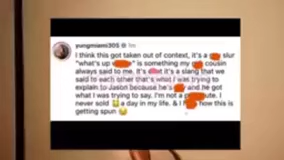 yungmiami305 1m
I think this got taken out of context, it's a slur
"what's up " is something my cousin
always said to me. It's it's a slang that we
said to each other that's what I was trying to
explain to Jason because he's and he got
what I was trying to say. I'm not a
I never sold a day in my life. & I how this is
getting spun 😂